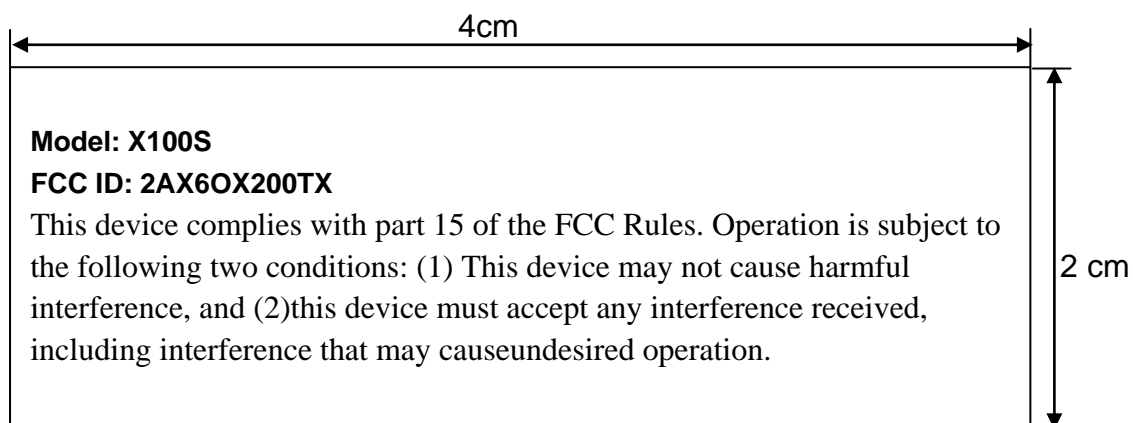 4cm
Model: X100S
FCC ID: 2AX6OX200TX
This device complies with part 15 of the FCC Rules. Operation is subject to
the following two conditions: (1) This device may not cause harmful
interference, and (2)this device must accept any interference received,
including interference that may causeundesired operation.
2 cm